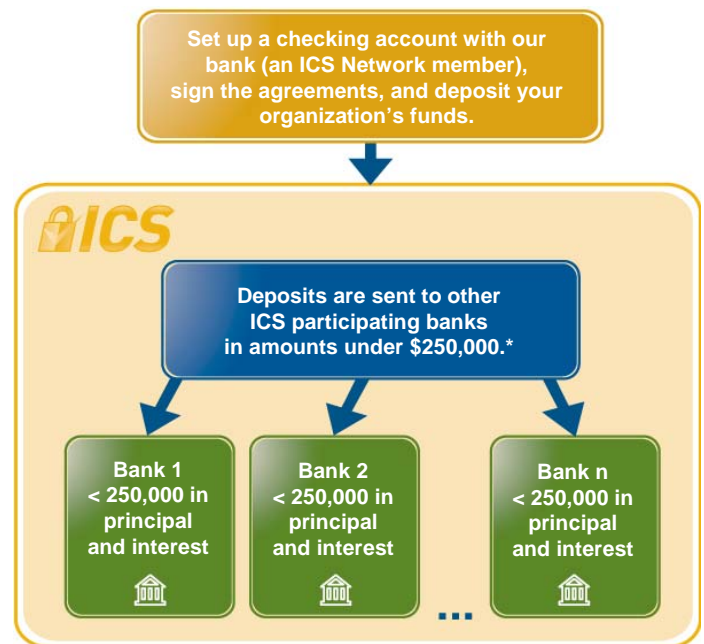 Set up a checking account with our
bank (an ICS Network member),
sign the agreements, and deposit your
organization's funds.
ICS
Deposits are sent to other
ICS participating banks
in amounts under $250,000.*
Bank 1
< 250,000 in
principal
and interest
Bank 2
< 250,000 in
principal
and interest
...
Bank n
< 250,000 in
principal
and interest